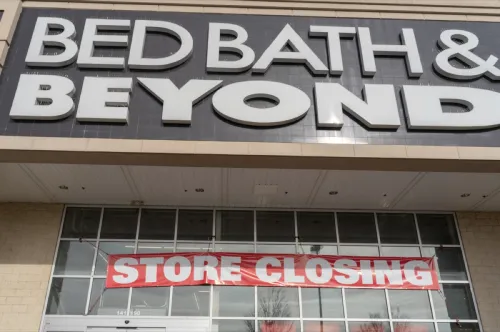 BED BATH &
BEYOND
STORE CLOSING